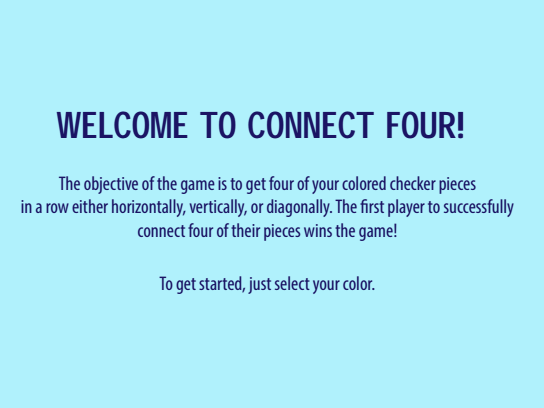 WELCOME TO CONNECT FOUR!
The objective of the game is to get four of your colored checker pieces
in a row either horizontally, vertically, or diagonally. The first player to successfully
connect four of their pieces wins the game!
To get started, just select your color.